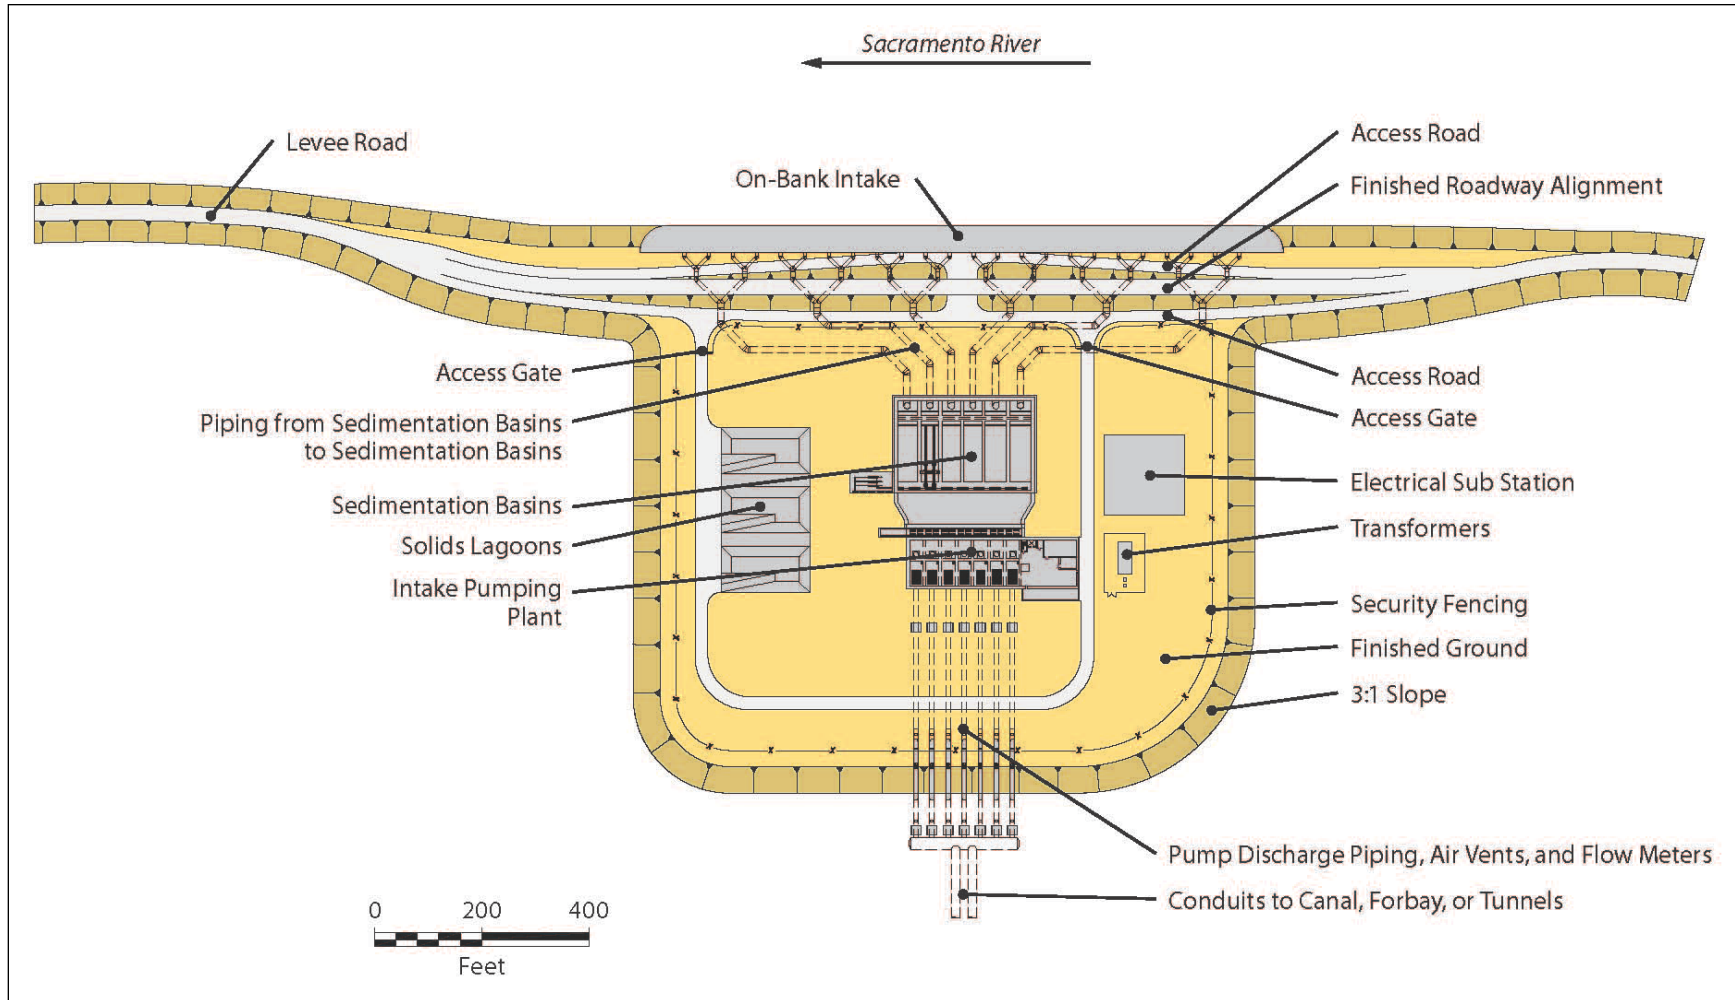 Sacramento River
Levee Road
On-Bank Intake
Access Road
Finished Roadway Alignment
Access Gate
Piping from Sedimentation Basins
to Sedimentation Basins
Sedimentation Basins
Solids Lagoons
Intake Pumping
Plant
Access Road
Access Gate
Electrical Sub Station
Transformers
Security Fencing
Finished Ground
3:1 Slope
Pump Discharge Piping, Air Vents, and Flow Meters
Conduits to Canal, Forbay, or Tunnels
0 200 400
Feet